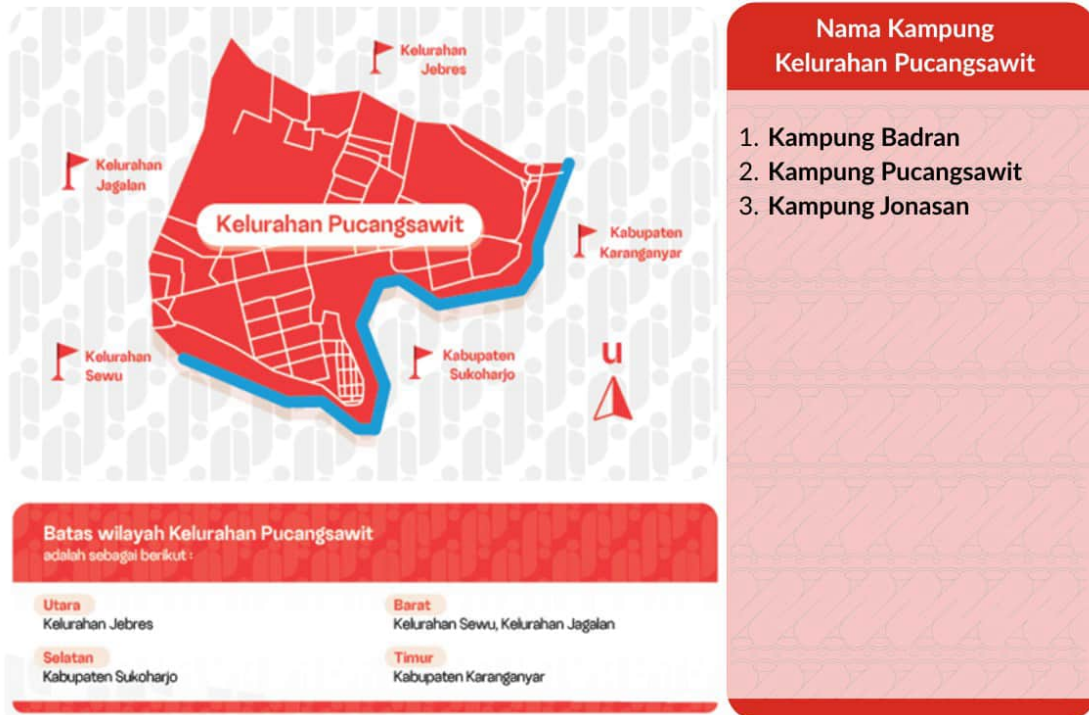 Kelurahan
Jebres
Kelurahan
Jagalan
Kelurahan Pucangsawit
Kabupaten
Karanganyar
Kelurahan
Sewu
Kabupaten
Sukoharjo
u
Batas wilayah Kelurahan Pucangsawit
adalah sebagai berikut :
Utara
Kelurahan Jebres
Barat
Kelurahan Sewu, Kelurahan Jagalan
Selatan
Kabupaten Sukoharjo
Timur
Kabupaten Karanganyar
Nama Kampung
Kelurahan Pucangsawit
1. Kampung Badran
2. Kampung Pucangsawit
3. Kampung Jonasan